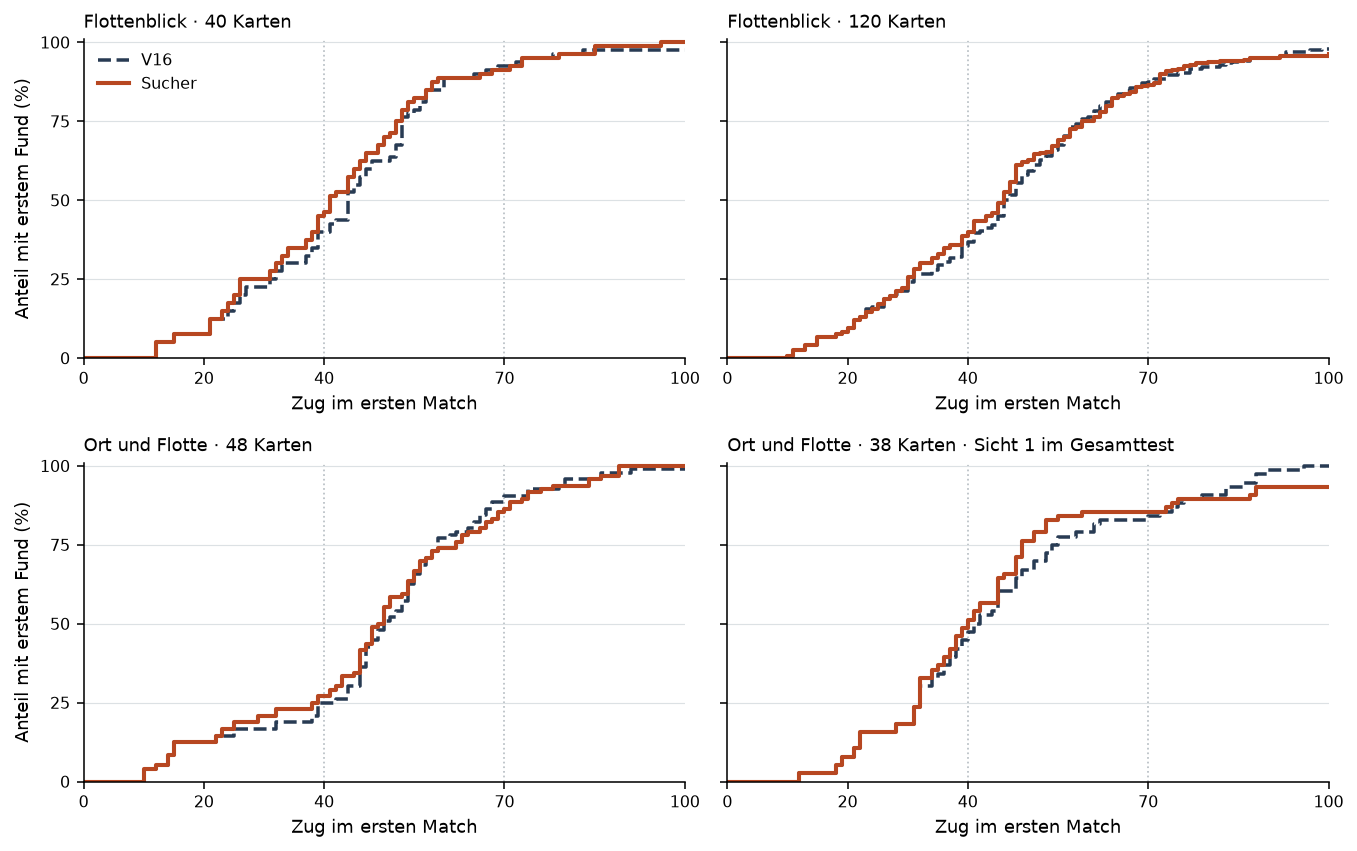 Flottenblick · 40 Karten
Anteil mit erstem Fund (%)
100
75
50
25
0
V16
Sucher
0 20 40 70 100
Zug im ersten Match
Flottenblick · 120 Karten
0 20 40 70 100
Zug im ersten Match
Ort und Flotte · 48 Karten
Anteil mit erstem Fund (%)
100
75
50
25
0
0 20 40 70 100
Zug im ersten Match
Ort und Flotte · 38 Karten · Sicht 1 im Gesamttest
0 20 40 70 100
Zug im ersten Match